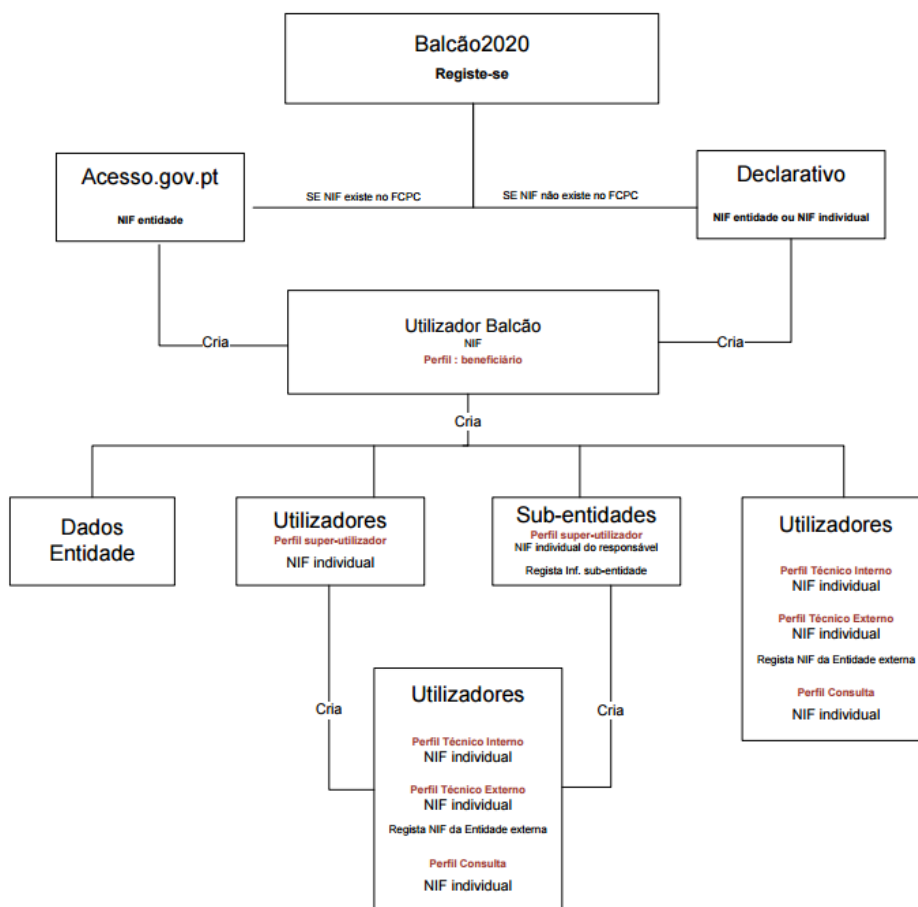 Balcão2020
Registe-se
Acesso.gov.pt
NIF entidade
SE NIF existe no FCPC
SE NIF não existe no FCPC
Declarativo
NIF entidade ou NIF individual
Cria
Utilizador Balcão
NIF
Perfil : beneficiário
Cria
Cria
Dados
Entidade
Utilizadores
Perfil super-utilizador
NIF individual
Sub-entidades
Perfil super-utilizador
NIF individual do responsável
Regista Inf. sub-entidade
Utilizadores
Perfil Técnico Interno
NIF individual
Perfil Técnico Externo
NIF individual
Regista NIF da Entidade externa
Perfil Consulta
NIF individual
Cria
Cria
Utilizadores
Perfil Técnico Interno
NIF individual
Perfil Técnico Externo
NIF individual
Regista NIF da Entidade externa
Perfil Consulta
NIF individual